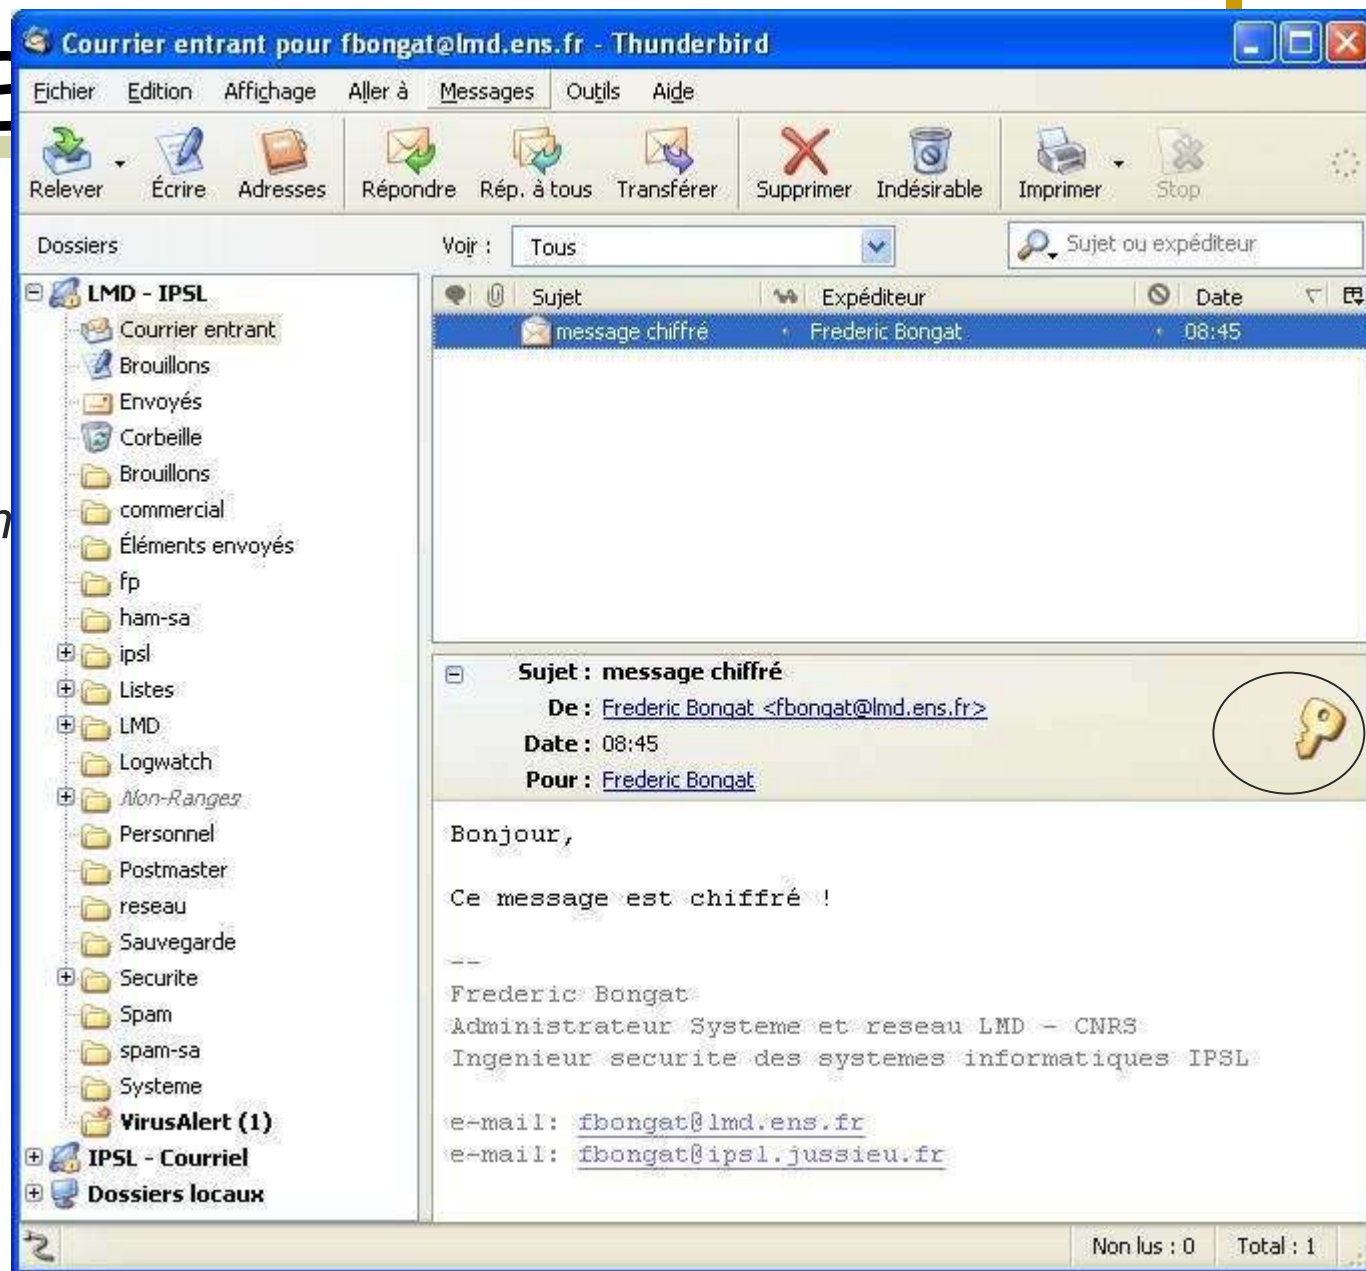 Courrier entrant pour fbongat@lmd.ens.fr - Thunderbird
Fichier Edition Affichage Aller à Messages Outils Aide
Relever Écrire Adresses Répondre Rép. à tous Transférer Supprimer Indésirable Imprimer Stop
Dossiers Voir : Tous Sujet ou expéditeur
LMD - IPSL
Courrier entrant
Brouillons
Envoyés
Corbeille
Brouillons
commercial
Éléments envoyés
fp
ham-sa
ipsl
Listes
LMD
Logwatch
Non-Ranges
Personnel
Postmaster
reseau
Sauvegarde
Securite
Spam
spam-sa
Systeme
VirusAlert (1)
IPSL - Courriel
Dossiers locaux
Sujet Expéditeur Date
message chiffré Frederic Bongat 08:45
Sujet : message chiffré
De : Frederic Bongat <fbongat@lmd.ens.fr>
Date : 08:45
Pour : Frederic Bongat
Bonjour,
Ce message est chiffré !
--
Frederic Bongat
Administrateur Systeme et reseau LMD - CNRS
Ingenieur securite des systemes informatiques IPSL
e-mail: fbongat@lmd.ens.fr
e-mail: fbongat@ipsl.jussieu.fr
Non lus : 0 Total : 1